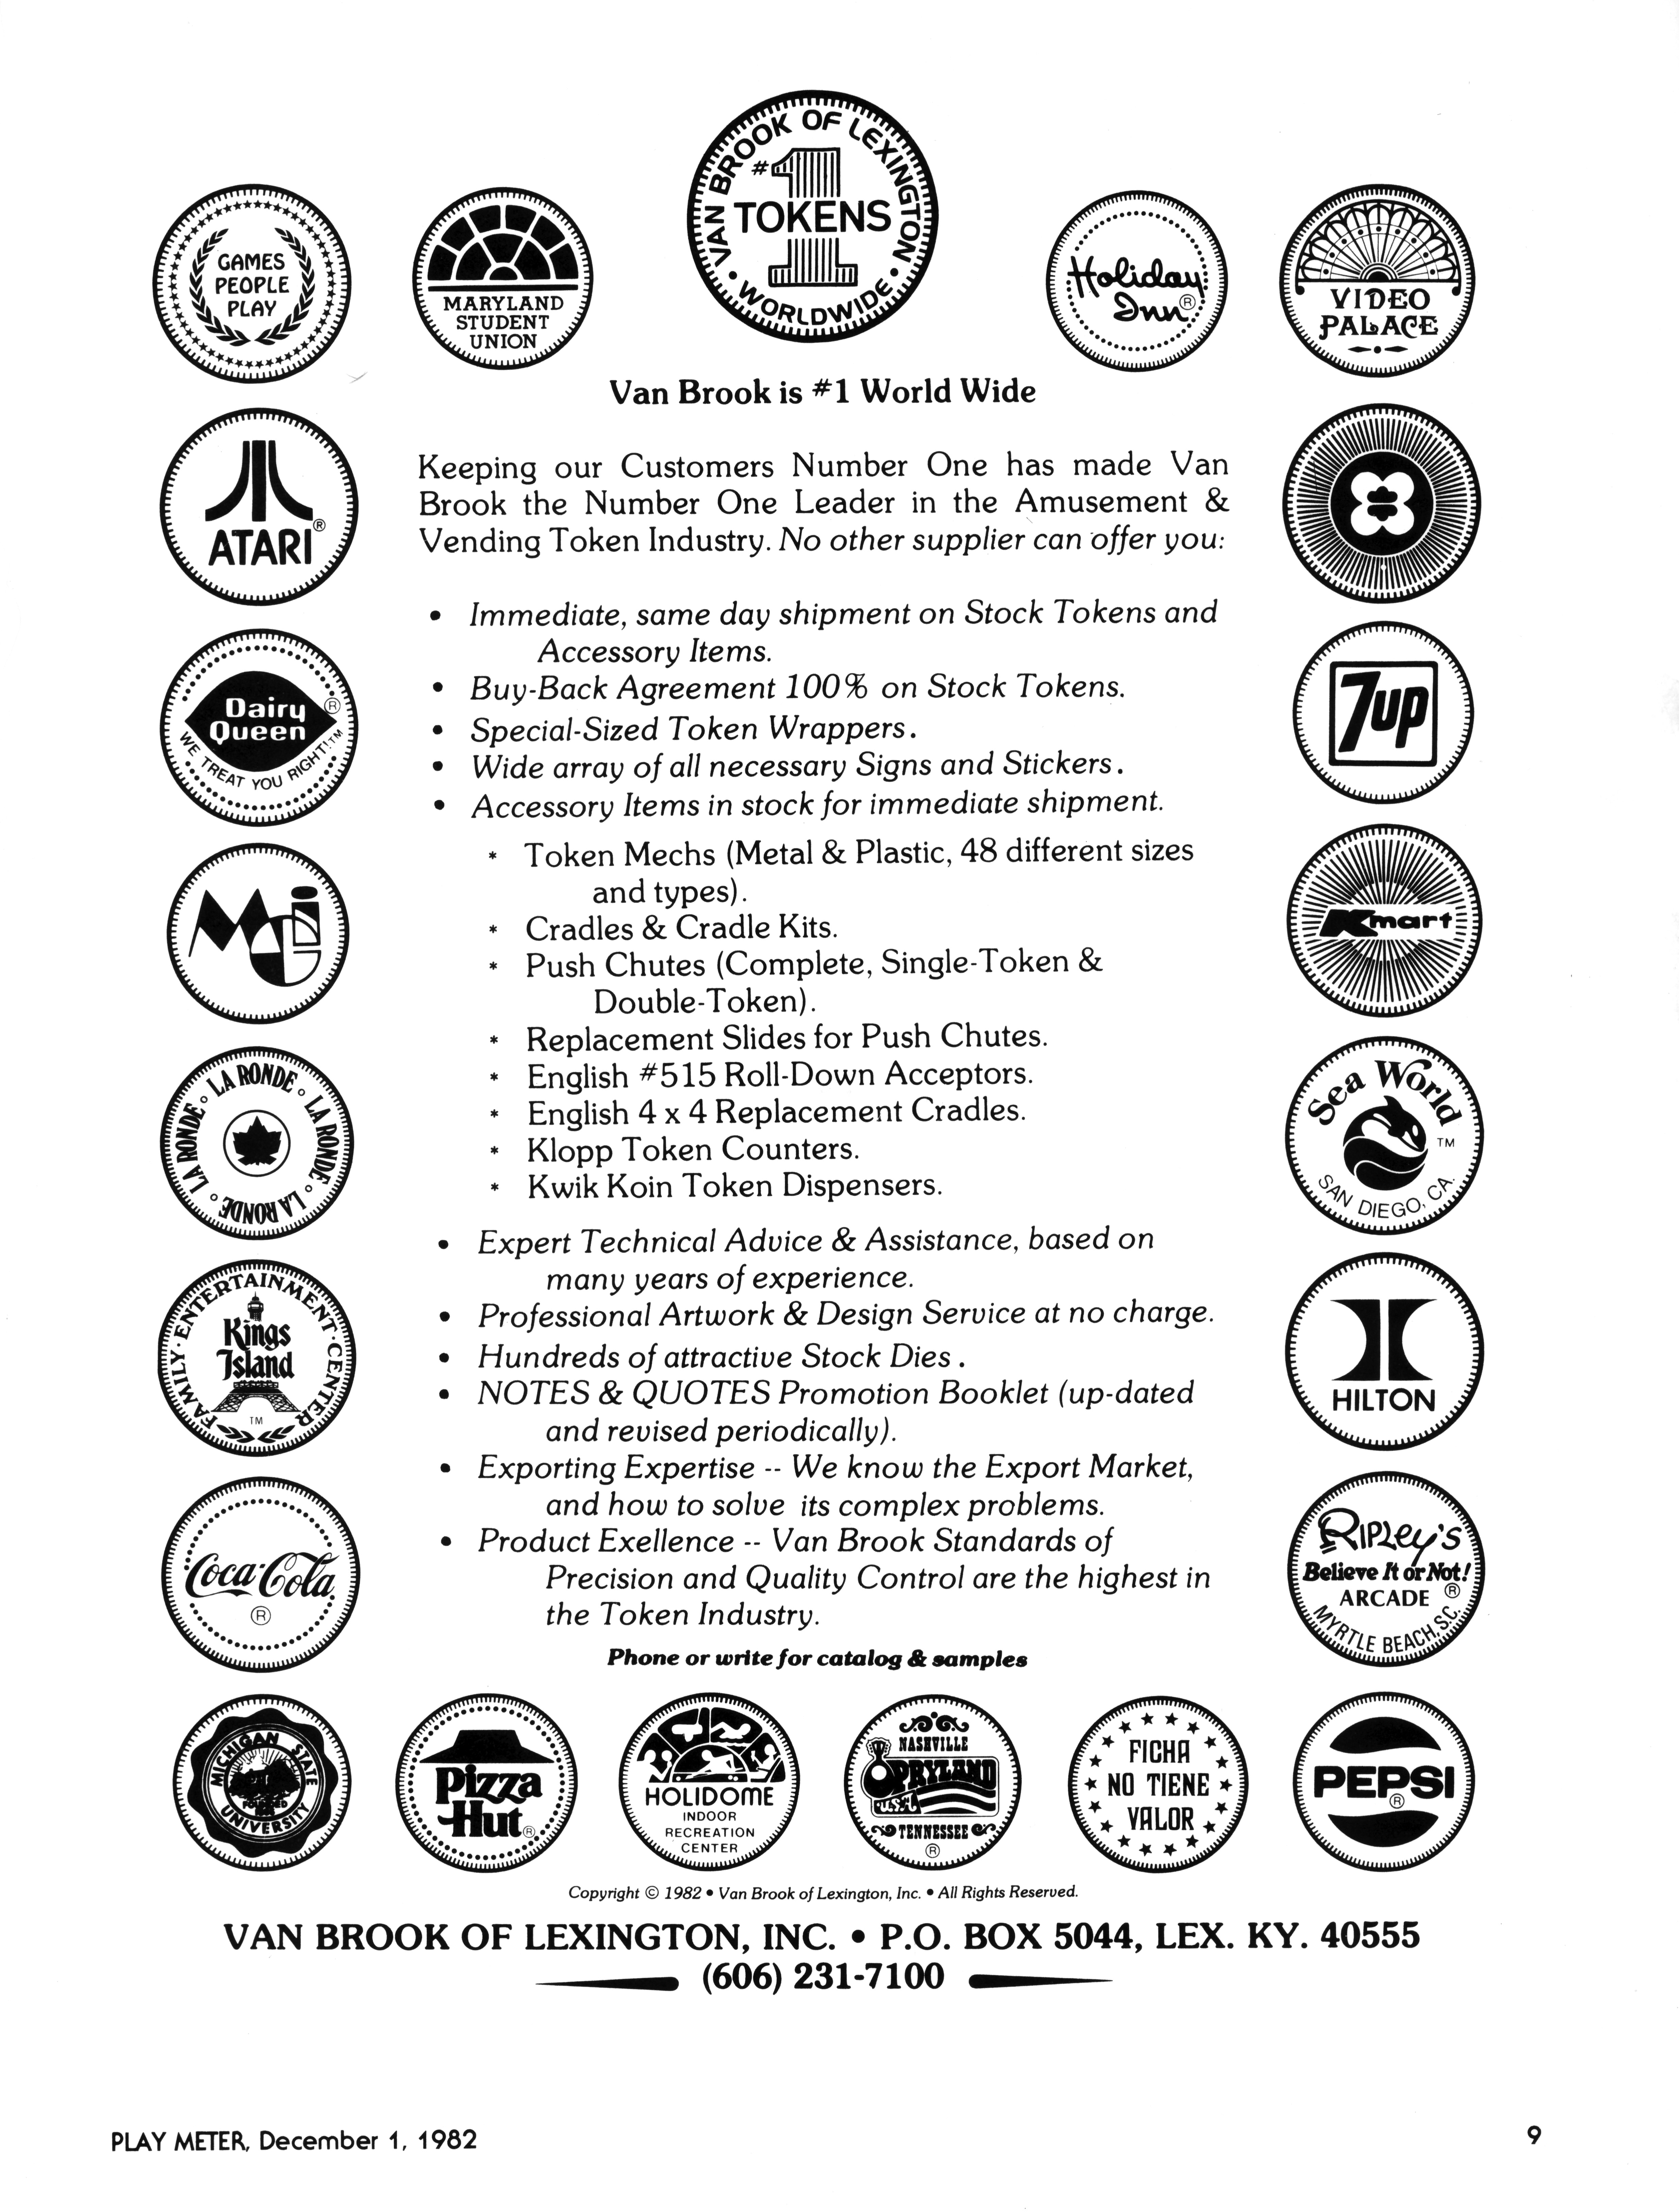 VAN BROOK OF LEXINGTON
#1
TOKENS
• WORLDWIDE •
GAMES
PEOPLE
PLAY
MARYLAND
STUDENT
UNION
Holiday
Inn®
VIDEO
PALACE
Van Brook is #1 World Wide
ATARI®
Dairy
Queen®
WE TREAT YOU RIGHT!™
LA RONDE ○ LA RONDE ○ LA RONDE ○ LA RONDE ○ LA RONDE ○
FAMILY · ENTERTAINMENT · CENTER
Kings
Island
TM
Coca-Cola
®
Keeping our Customers Number One has made Van
Brook the Number One Leader in the Amusement &
Vending Token Industry. No other supplier can offer you:
• Immediate, same day shipment on Stock Tokens and
Accessory Items.
• Buy-Back Agreement 100% on Stock Tokens.
• Special-Sized Token Wrappers.
• Wide array of all necessary Signs and Stickers.
• Accessory Items in stock for immediate shipment.
* Token Mechs (Metal & Plastic, 48 different sizes
and types).
* Cradles & Cradle Kits.
* Push Chutes (Complete, Single-Token &
Double-Token).
* Replacement Slides for Push Chutes.
* English #515 Roll-Down Acceptors.
* English 4 x 4 Replacement Cradles.
* Klopp Token Counters.
* Kwik Koin Token Dispensers.
• Expert Technical Advice & Assistance, based on
many years of experience.
• Professional Artwork & Design Service at no charge.
• Hundreds of attractive Stock Dies.
• NOTES & QUOTES Promotion Booklet (up-dated
and revised periodically).
• Exporting Expertise -- We know the Export Market,
and how to solve its complex problems.
• Product Exellence -- Van Brook Standards of
Precision and Quality Control are the highest in
the Token Industry.
Phone or write for catalog & samples
7up
Kmart
Sea World
TM
SAN DIEGO, CA.
HILTON
RIPLEY'S
Believe It or Not!
ARCADE ®
MYRTLE BEACH, S.C.
MICHIGAN STATE
UNIVERSITY
Pizza
Hut®
HOLIDOME
INDOOR
RECREATION
CENTER
NASHVILLE
OPRYLAND
U.S.A.
TENNESSEE
®
FICHA
NO TIENE
VALOR
PEPSI
®
Copyright © 1982 • Van Brook of Lexington, Inc. • All Rights Reserved.
VAN BROOK OF LEXINGTON, INC. • P.O. BOX 5044, LEX. KY. 40555
(606) 231-7100
PLAY METER, December 1, 1982
9